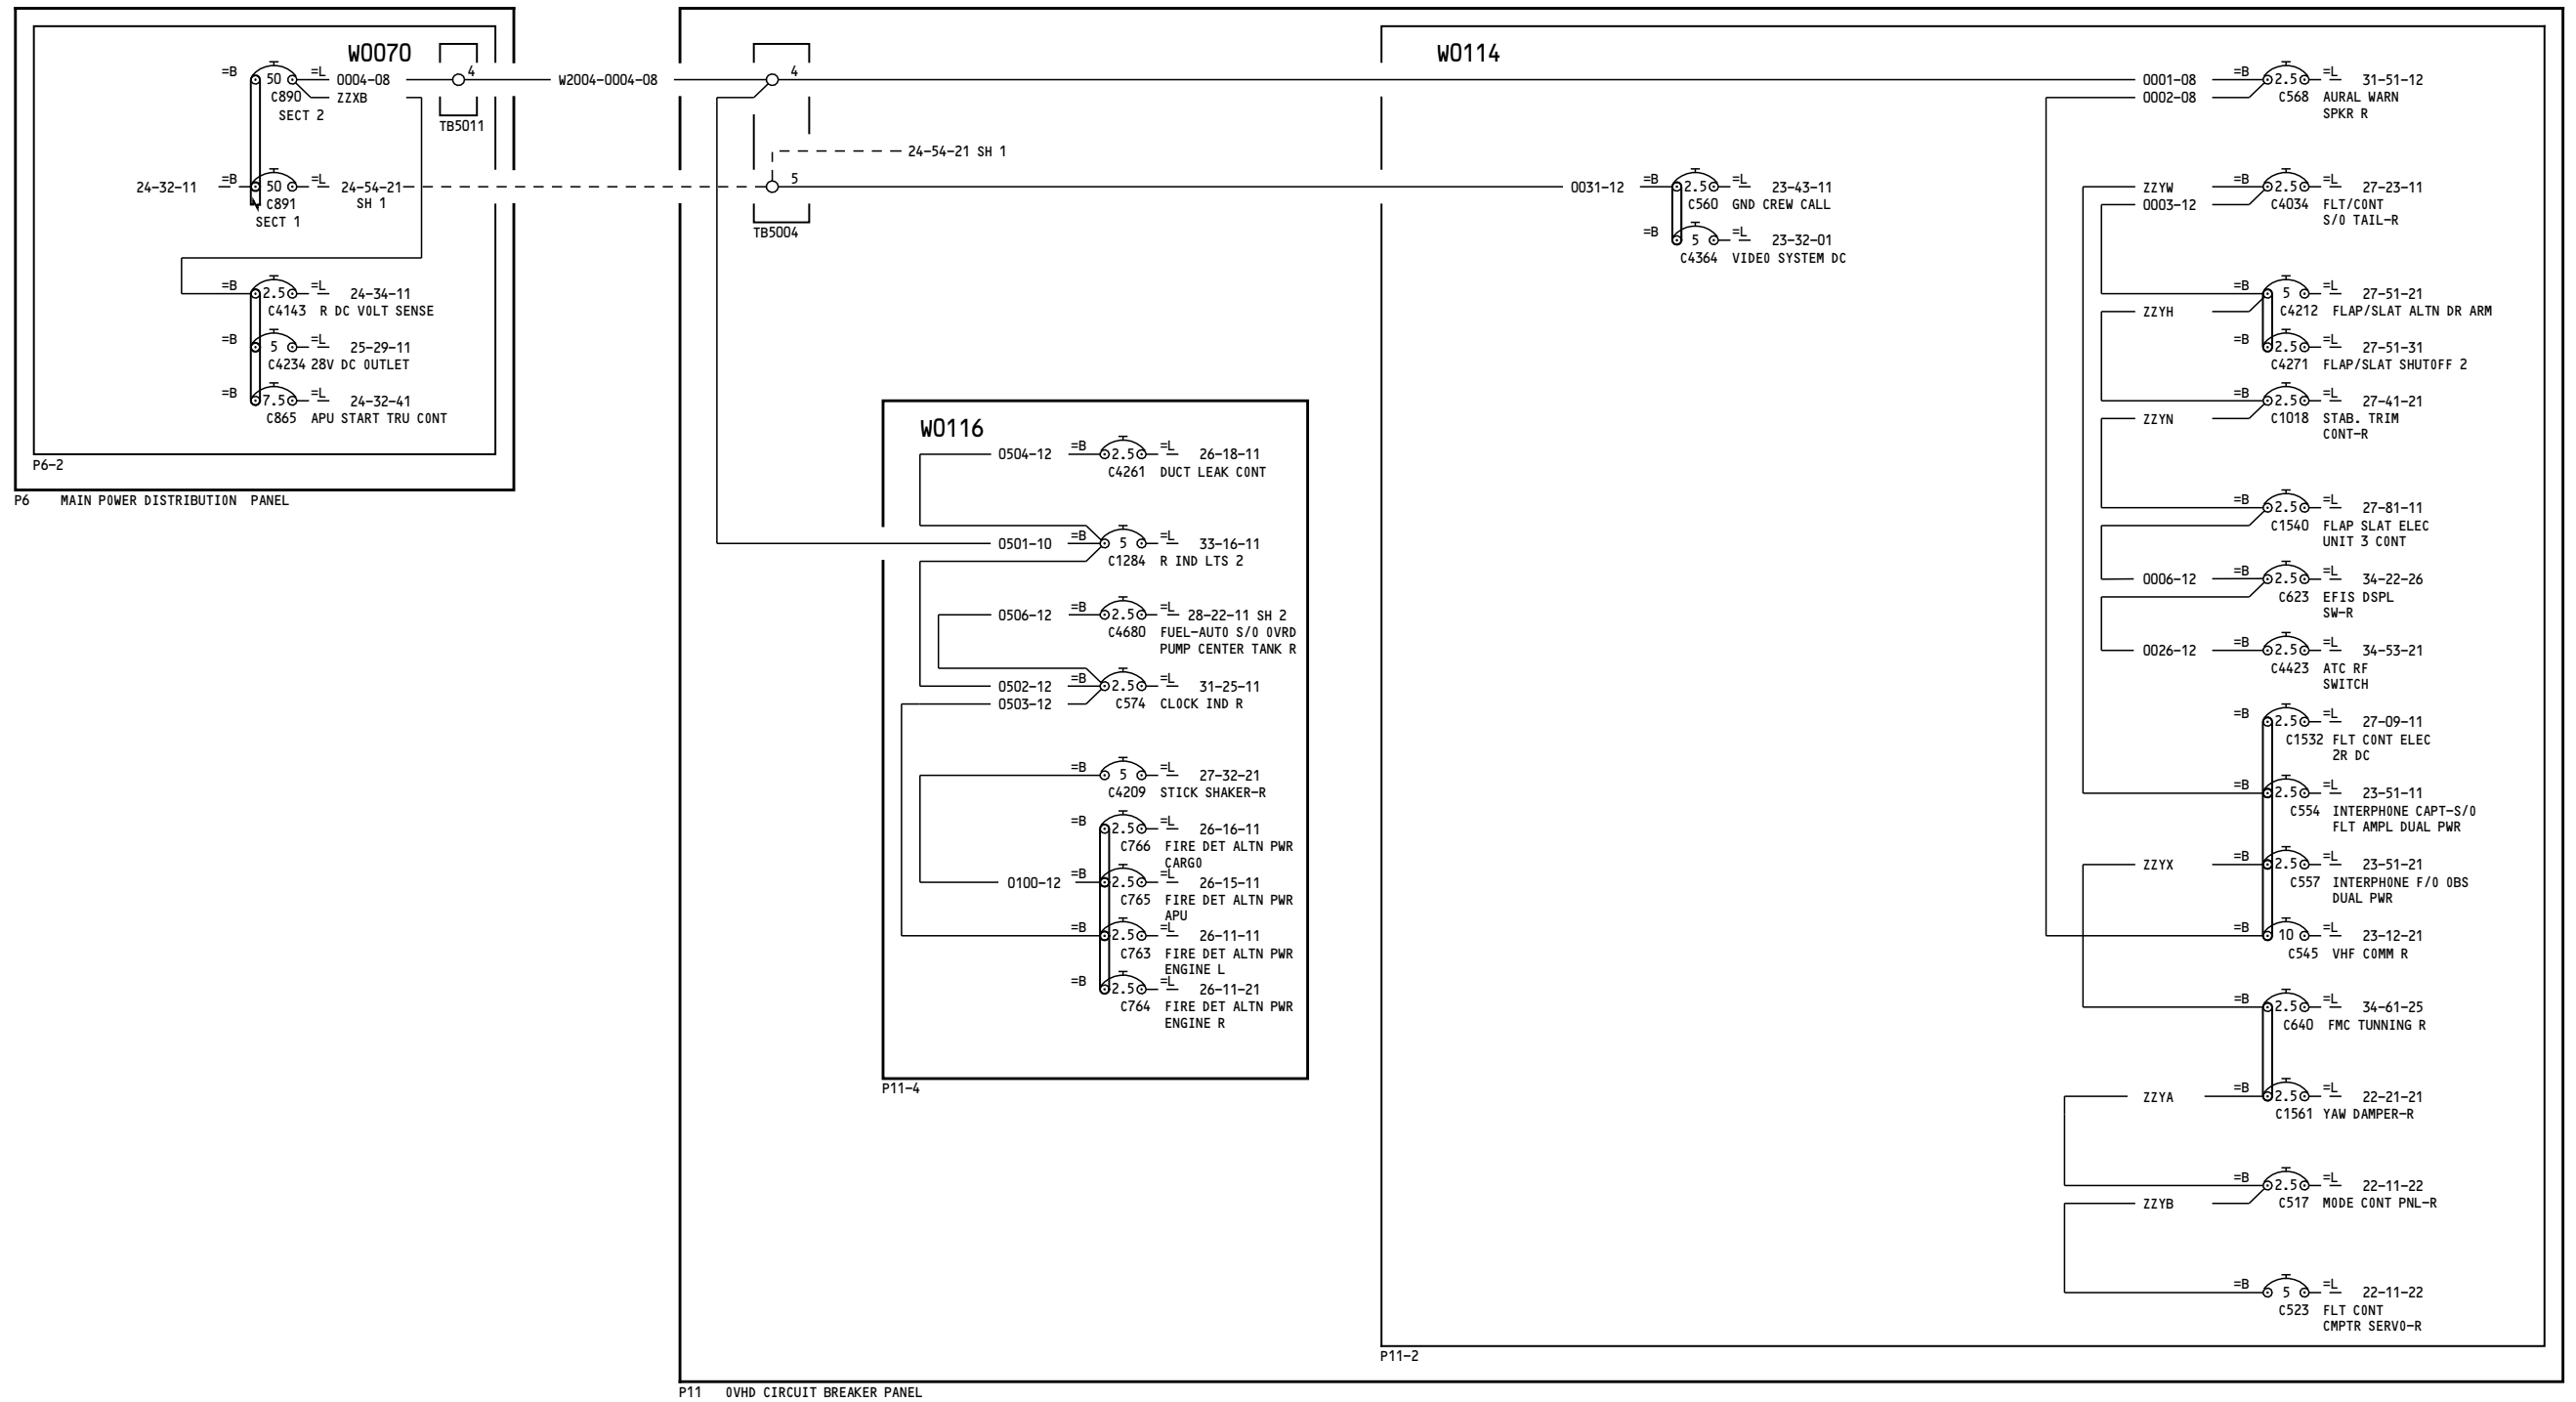 W0070
=B 50 =L 0004-08 4
C890 ZZXB
SECT 2
TB5011
24-32-11 =B 50 =L 24-54-21
C891 SH 1
SECT 1
=B 2.5 =L 24-34-11
C4143 R DC VOLT SENSE
=B 5 =L 25-29-11
C4234 28V DC OUTLET
=B 7.5 =L 24-32-41
C865 APU START TRU CONT
P6-2
P6 MAIN POWER DISTRIBUTION PANEL
W2004-0004-08
4
24-54-21 SH 1
5
TB5004
W0116
0504-12 =B 2.5 =L 26-18-11
C4261 DUCT LEAK CONT
0501-10 =B 5 =L 33-16-11
C1284 R IND LTS 2
0506-12 =B 2.5 =L 28-22-11 SH 2
C4680 FUEL-AUTO S/O OVRD
PUMP CENTER TANK R
0502-12 =B 2.5 =L 31-25-11
0503-12 C574 CLOCK IND R
=B 5 =L 27-32-21
C4209 STICK SHAKER-R
=B 2.5 =L 26-16-11
C766 FIRE DET ALTN PWR
CARGO
0100-12 =B 2.5 =L 26-15-11
C765 FIRE DET ALTN PWR
APU
=B 2.5 =L 26-11-11
C763 FIRE DET ALTN PWR
ENGINE L
=B 2.5 =L 26-11-21
C764 FIRE DET ALTN PWR
ENGINE R
P11-4
W0114
0031-12 =B 2.5 =L 23-43-11
C560 GND CREW CALL
=B 5 =L 23-32-01
C4364 VIDEO SYSTEM DC
0001-08 =B 2.5 =L 31-51-12
0002-08 C568 AURAL WARN
SPKR R
ZZYW =B 2.5 =L 27-23-11
0003-12 C4034 FLT/CONT
S/O TAIL-R
=B 5 =L 27-51-21
ZZYH C4212 FLAP/SLAT ALTN DR ARM
=B 2.5 =L 27-51-31
C4271 FLAP/SLAT SHUTOFF 2
=B 2.5 =L 27-41-21
ZZYN C1018 STAB. TRIM
CONT-R
=B 2.5 =L 27-81-11
C1540 FLAP SLAT ELEC
UNIT 3 CONT
0006-12 =B 2.5 =L 34-22-26
C623 EFIS DSPL
SW-R
0026-12 =B 2.5 =L 34-53-21
C4423 ATC RF
SWITCH
=B 2.5 =L 27-09-11
C1532 FLT CONT ELEC
2R DC
=B 2.5 =L 23-51-11
C554 INTERPHONE CAPT-S/O
FLT AMPL DUAL PWR
ZZYX =B 2.5 =L 23-51-21
C557 INTERPHONE F/O OBS
DUAL PWR
=B 10 =L 23-12-21
C545 VHF COMM R
=B 2.5 =L 34-61-25
C640 FMC TUNNING R
ZZYA =B 2.5 =L 22-21-21
C1561 YAW DAMPER-R
=B 2.5 =L 22-11-22
ZZYB C517 MODE CONT PNL-R
=B 5 =L 22-11-22
C523 FLT CONT
CMPTR SERVO-R
P11-2
P11 OVHD CIRCUIT BREAKER PANEL